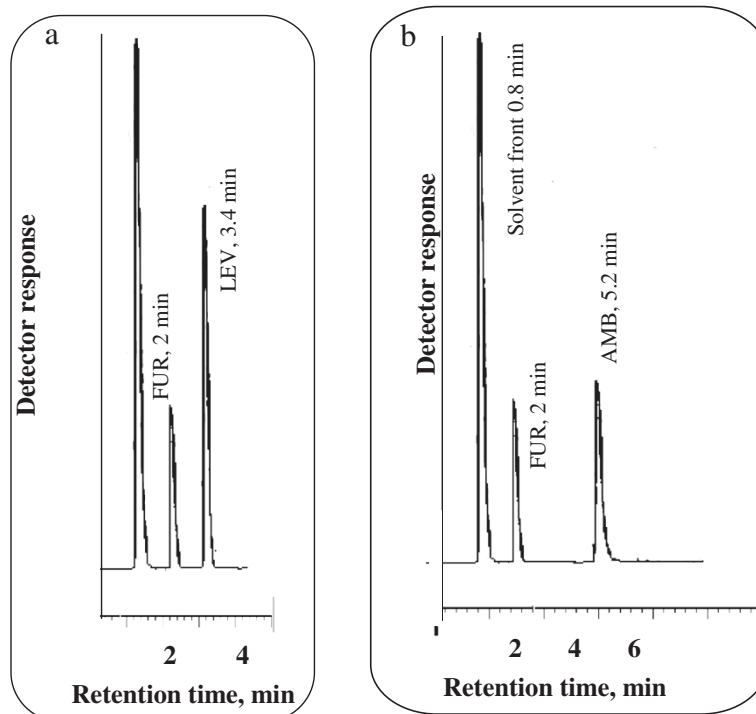 a
Detector response
FUR, 2 min
LEV, 3.4 min
2 4
Retention time, min
b
Detector response
Solvent front 0.8 min
FUR, 2 min
AMB, 5.2 min
2 4 6
Retention time, min